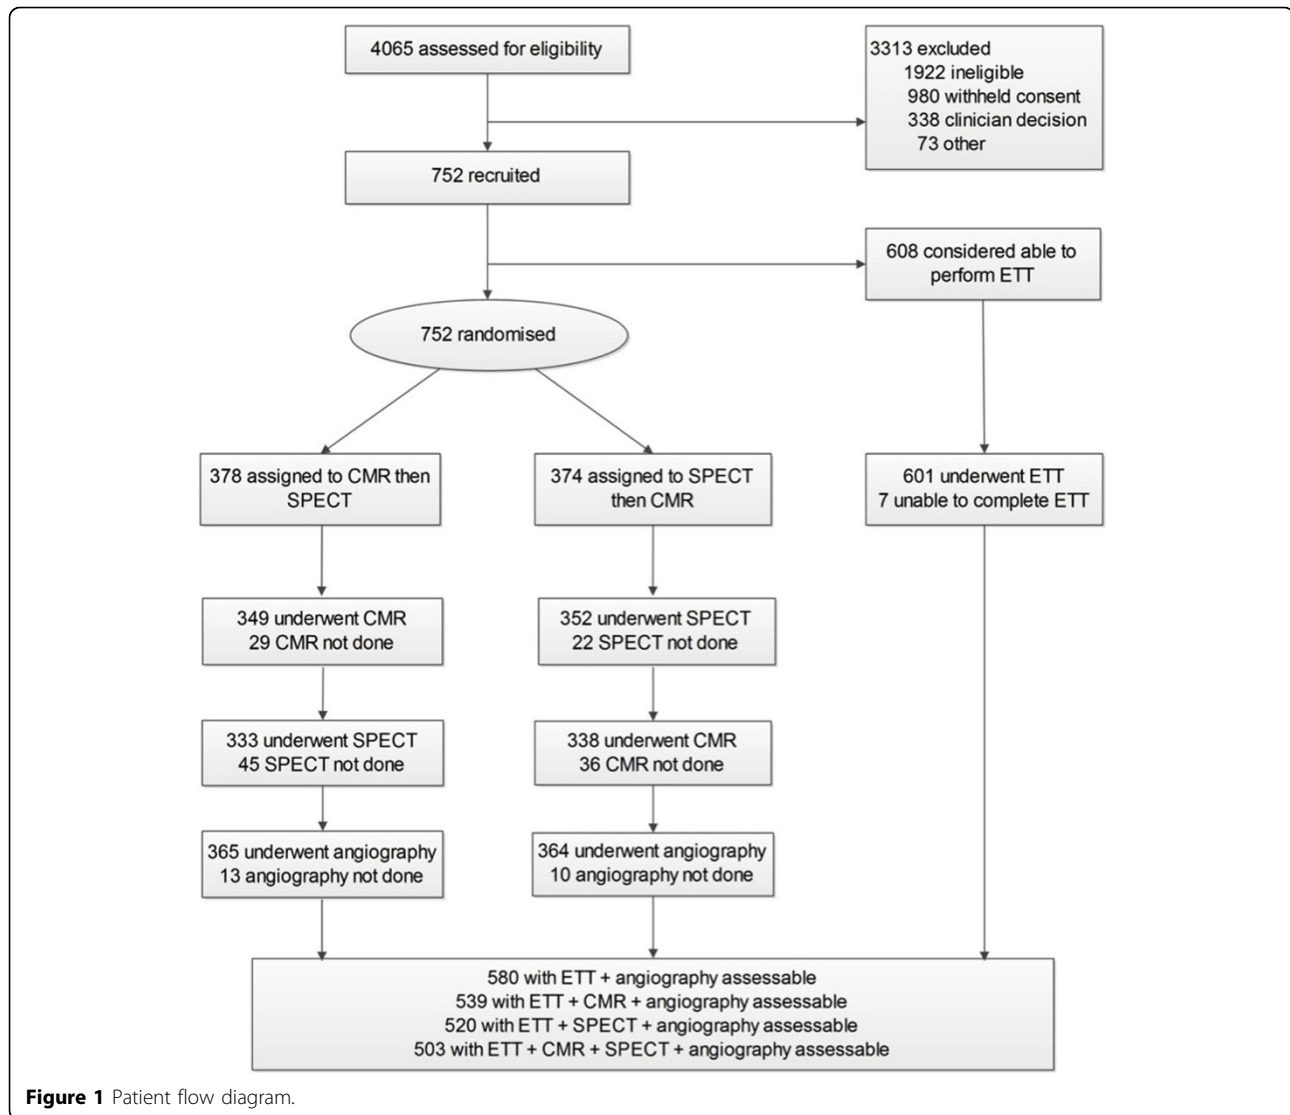 4065 assessed for eligibility
3313 excluded
1922 ineligible
980 withheld consent
338 clinician decision
73 other
752 recruited
608 considered able to
perform ETT
752 randomised
378 assigned to CMR then
SPECT
374 assigned to SPECT
then CMR
601 underwent ETT
7 unable to complete ETT
349 underwent CMR
29 CMR not done
352 underwent SPECT
22 SPECT not done
333 underwent SPECT
45 SPECT not done
338 underwent CMR
36 CMR not done
365 underwent angiography
13 angiography not done
364 underwent angiography
10 angiography not done
580 with ETT + angiography assessable
539 with ETT + CMR + angiography assessable
520 with ETT + SPECT + angiography assessable
503 with ETT + CMR + SPECT + angiography assessable
Figure 1 Patient flow diagram.